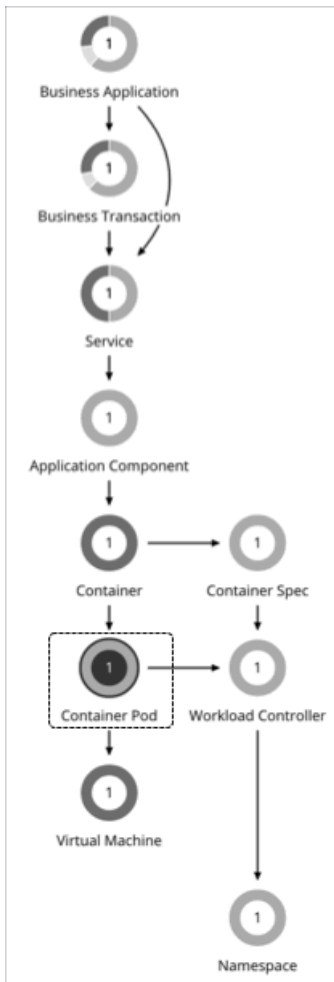 1
Business Application
1
Business Transaction
1
Service
1
Application Component
1
Container
1
Container Spec
1
Container Pod
1
Workload Controller
1
Virtual Machine
1
Namespace